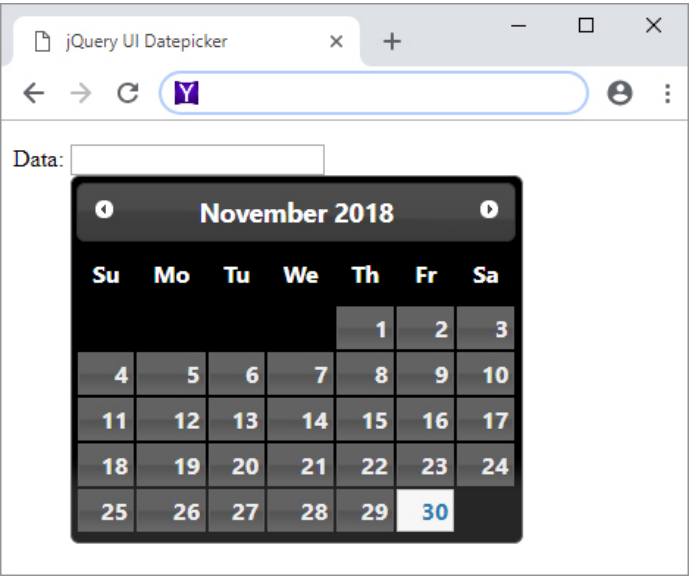 jQuery UI Datepicker
Y
Data:
November 2018
Su Mo Tu We Th Fr Sa
1 2 3
4 5 6 7 8 9 10
11 12 13 14 15 16 17
18 19 20 21 22 23 24
25 26 27 28 29 30